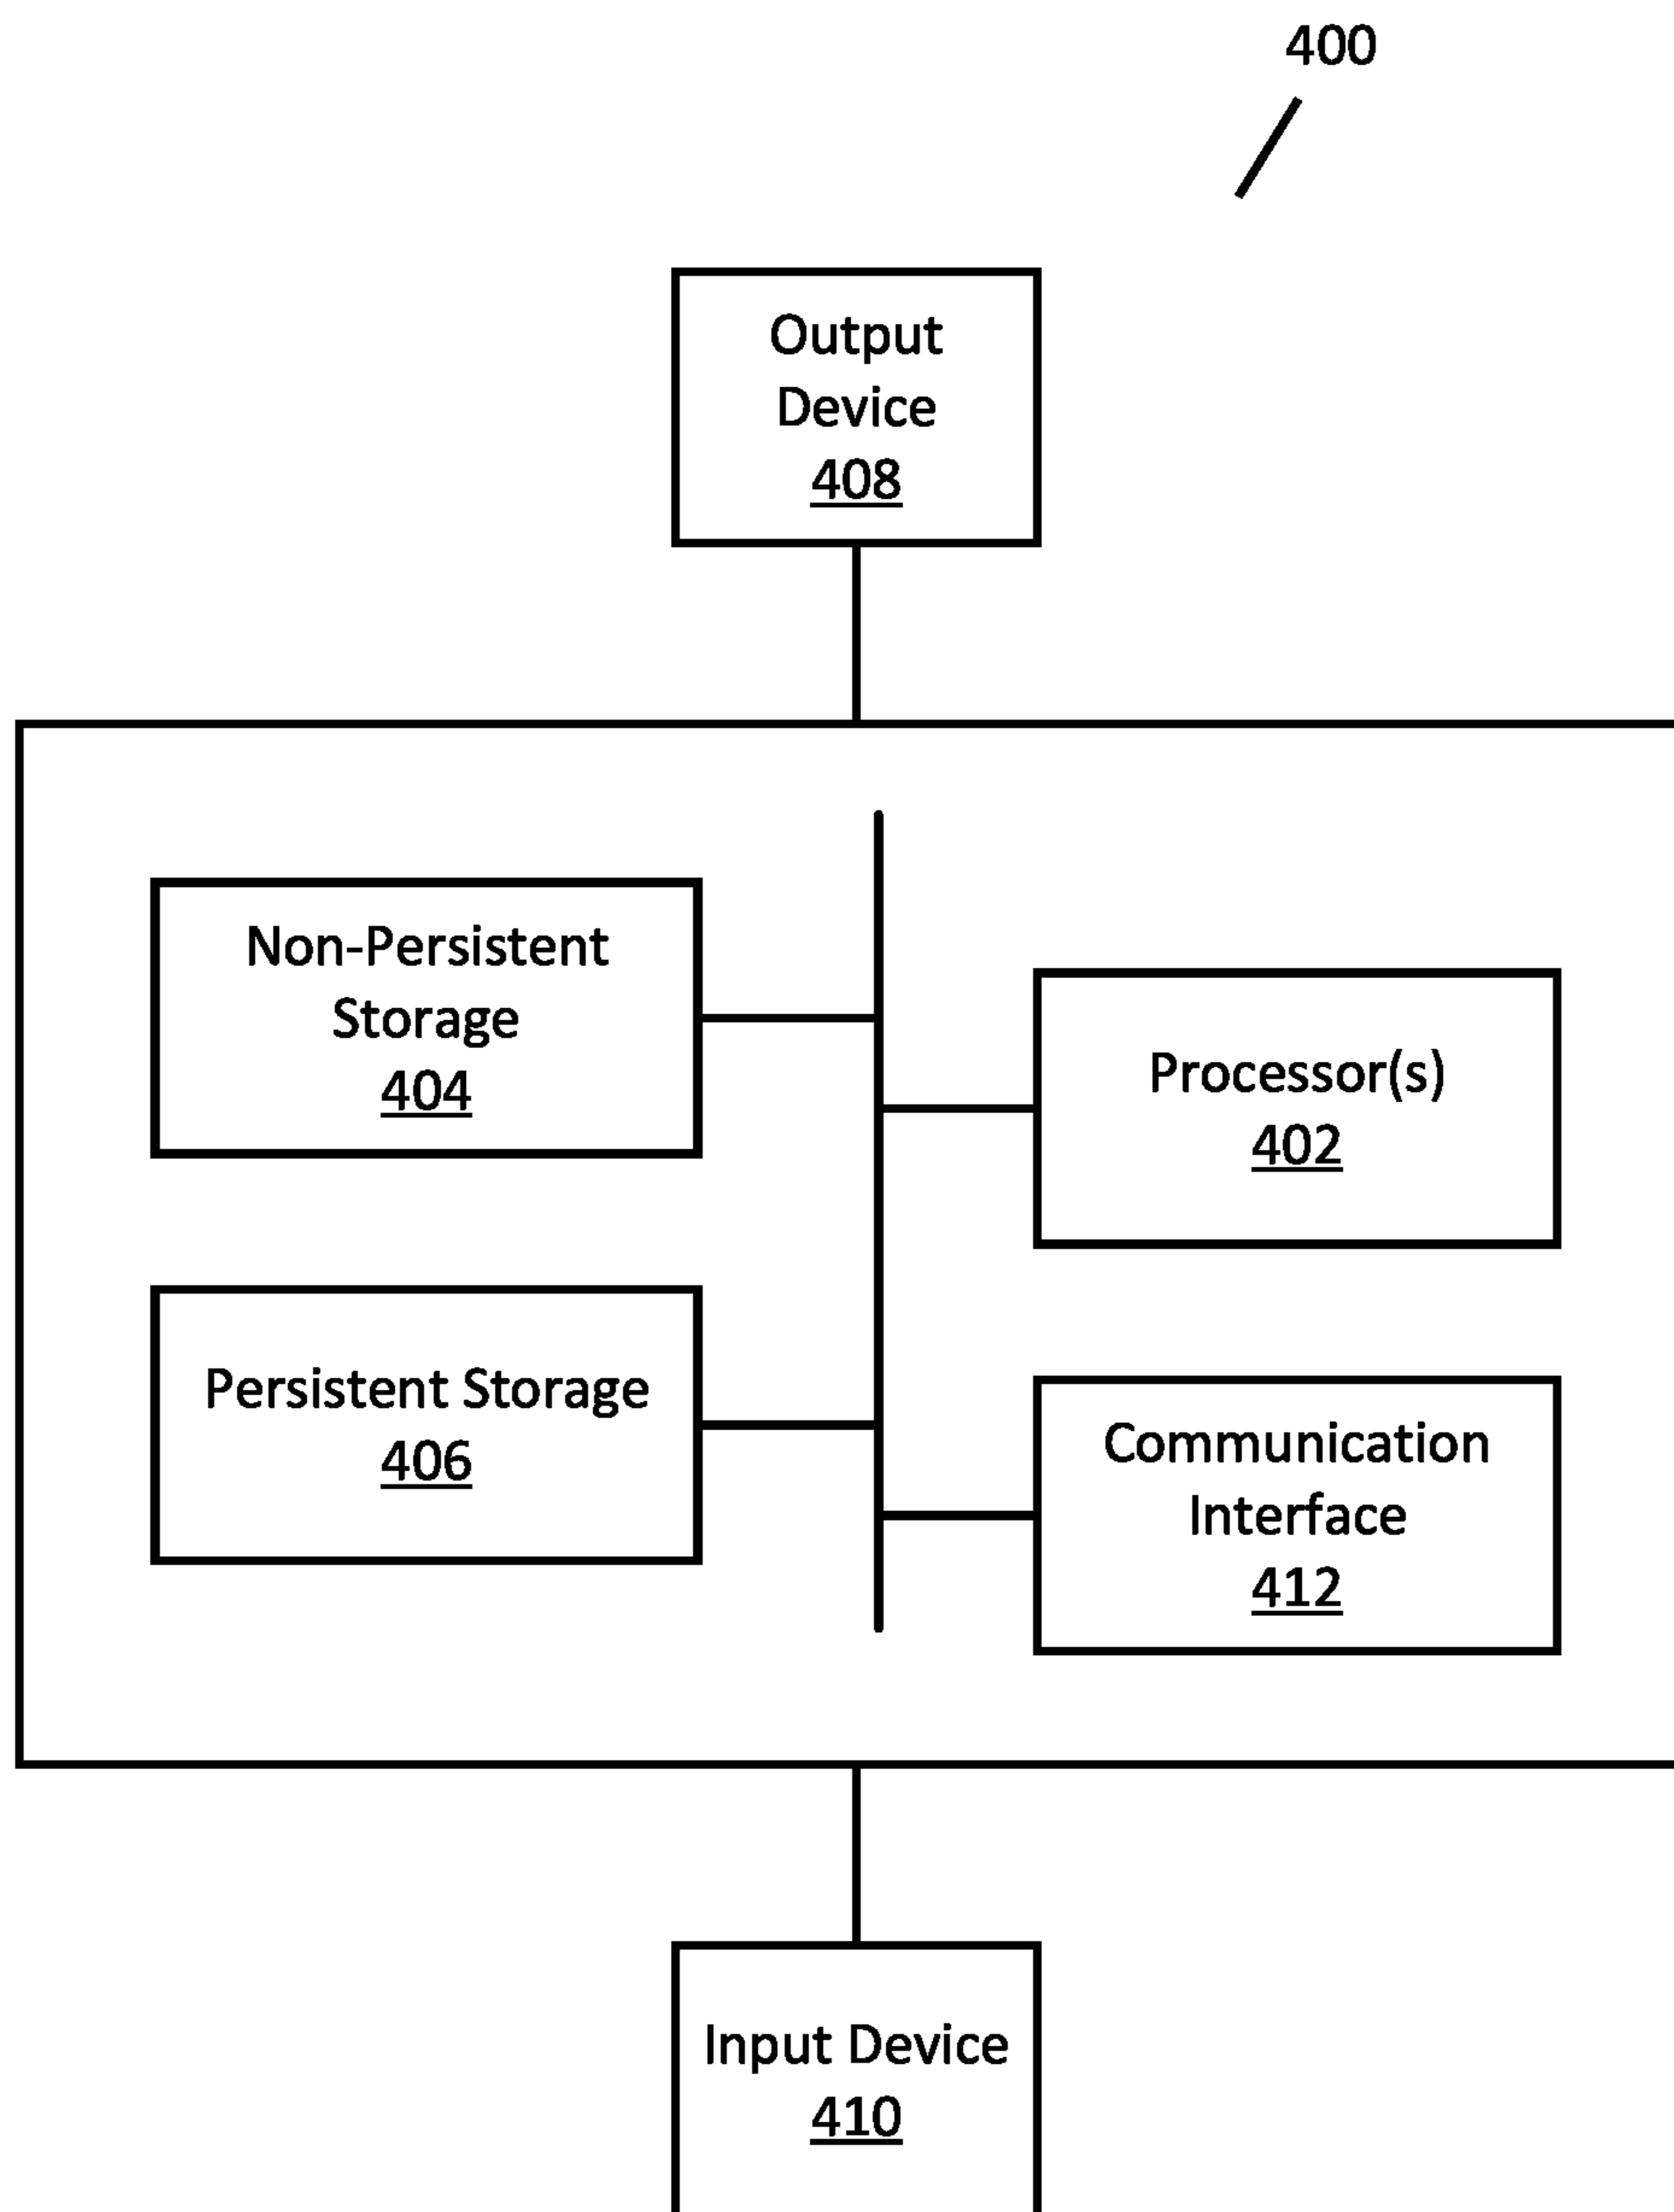 400
Output
Device
408
Non-Persistent
Storage
404
Processor(s)
402
Persistent Storage
406
Communication
Interface
412
Input Device
410